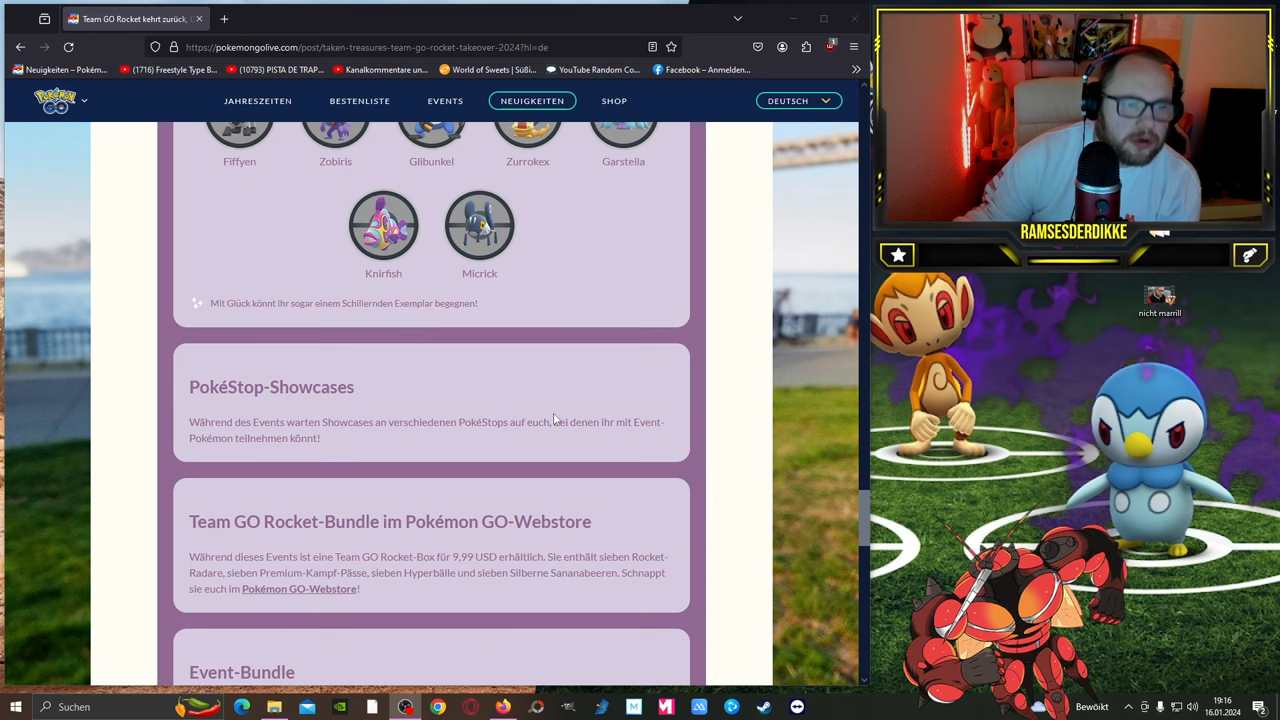 Team GO Rocket kehrt zurück,
https://pokemongolive.com/post/taken-treasures-team-go-rocket-takeover-2024?hl=de
1
Neuigkeiten – Pokém...
(1716) Freestyle Type B...
(10793) PISTA DE TRAP...
Kanalkommentare un...
World of Sweets | Süßi...
YouTube Random Co...
Facebook – Anmelden...
Pokémon GO
JAHRESZEITEN
BESTENLISTE
EVENTS
NEUIGKEITEN
SHOP
DEUTSCH
Fiffyen
Zobiris
Glibunkel
Zurrokex
Garstella
Knirfish
Micrick
Mit Glück könnt ihr sogar einem Schillernden Exemplar begegnen!
PokéStop-Showcases
Während des Events warten Showcases an verschiedenen PokéStops auf euch, bei denen ihr mit Event-
Pokémon teilnehmen könnt!
Team GO Rocket-Bundle im Pokémon GO-Webstore
Während dieses Events ist eine Team GO Rocket-Box für 9,99 USD erhältlich. Sie enthält sieben Rocket-
Radare, sieben Premium-Kampf-Pässe, sieben Hyperbälle und sieben Silberne Sananabeeren. Schnappt
sie euch im Pokémon GO-Webstore!
Event-Bundle
RAMSESDERDIKKE
nicht marrill
Suchen
Bewölkt
19:16
16.01.2024
2